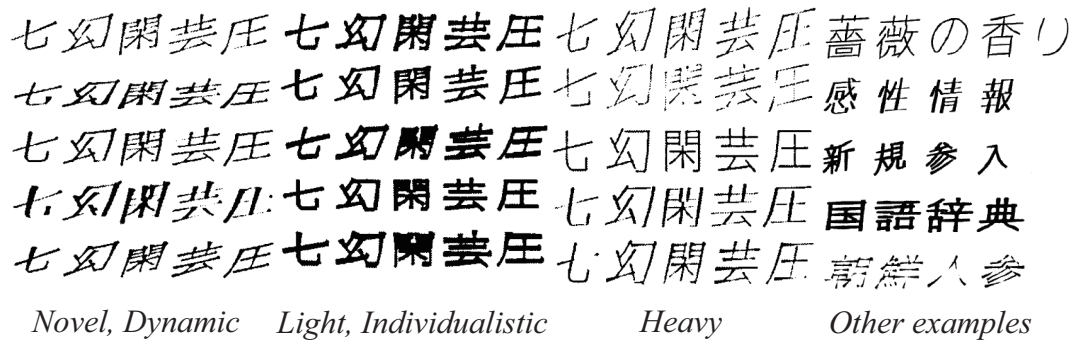 七幻閑芸圧 七幻閑芸圧 七幻閑芸圧 薔薇の香り
七幻閑芸圧 七幻閑芸圧 七幻閑芸圧 感性情報
七幻閑芸圧 七幻閑芸圧 七幻閑芸圧 新規参入
七幻閑芸圧 七幻閑芸圧 七幻閑芸圧 国語辞典
七幻閑芸圧 七幻閑芸圧 七幻閑芸圧 朝鮮人参
Novel, Dynamic Light, Individualistic Heavy Other examples